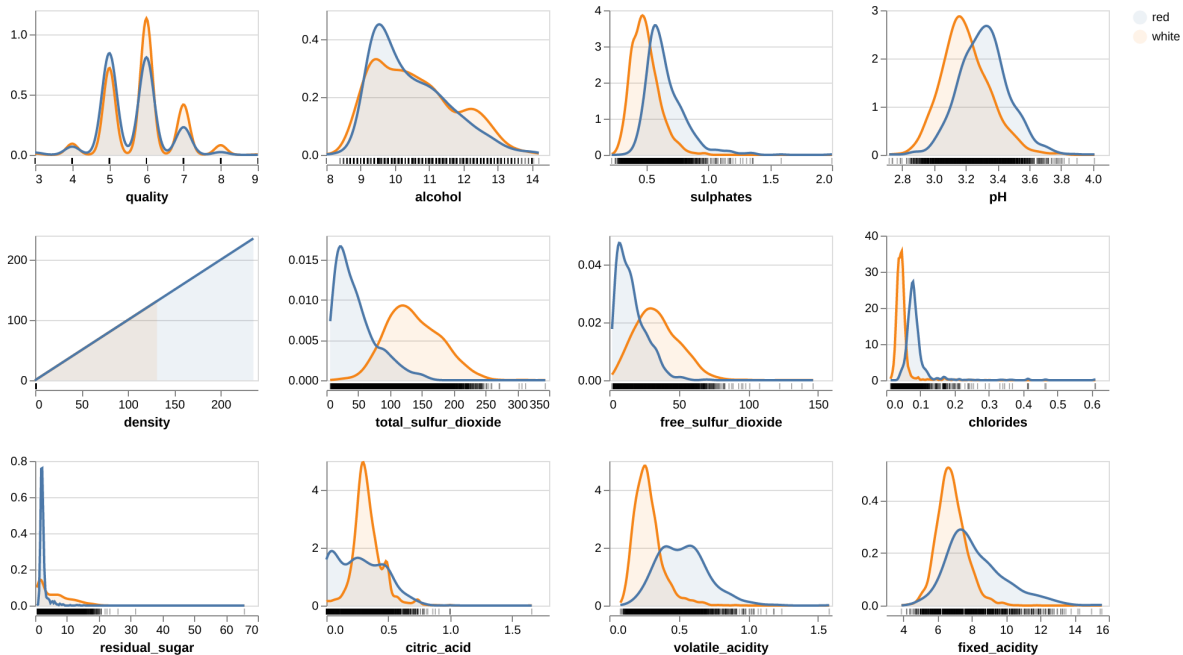 0.0 0.5 1.0
3 4 5 6 7 8 9
quality
0.0 0.2 0.4
8 9 10 11 12 13 14
alcohol
0 1 2 3 4
0.5 1.0 1.5 2.0
sulphates
0 1 2 3
2.8 3.0 3.2 3.4 3.6 3.8 4.0
pH
red
white
0 100 200
0 50 100 150 200
density
0.000 0.005 0.010 0.015
0 50 100 150 200 250 300 350
total_sulfur_dioxide
0.00 0.02 0.04
0 50 100 150
free_sulfur_dioxide
0 10 20 30 40
0.0 0.1 0.2 0.3 0.4 0.5 0.6
chlorides
0.0 0.2 0.4 0.6 0.8
0 10 20 30 40 50 60 70
residual_sugar
0 2 4
0.0 0.5 1.0 1.5
citric_acid
0 2 4
0.0 0.5 1.0 1.5
volatile_acidity
0.0 0.2 0.4
4 6 8 10 12 14 16
fixed_acidity